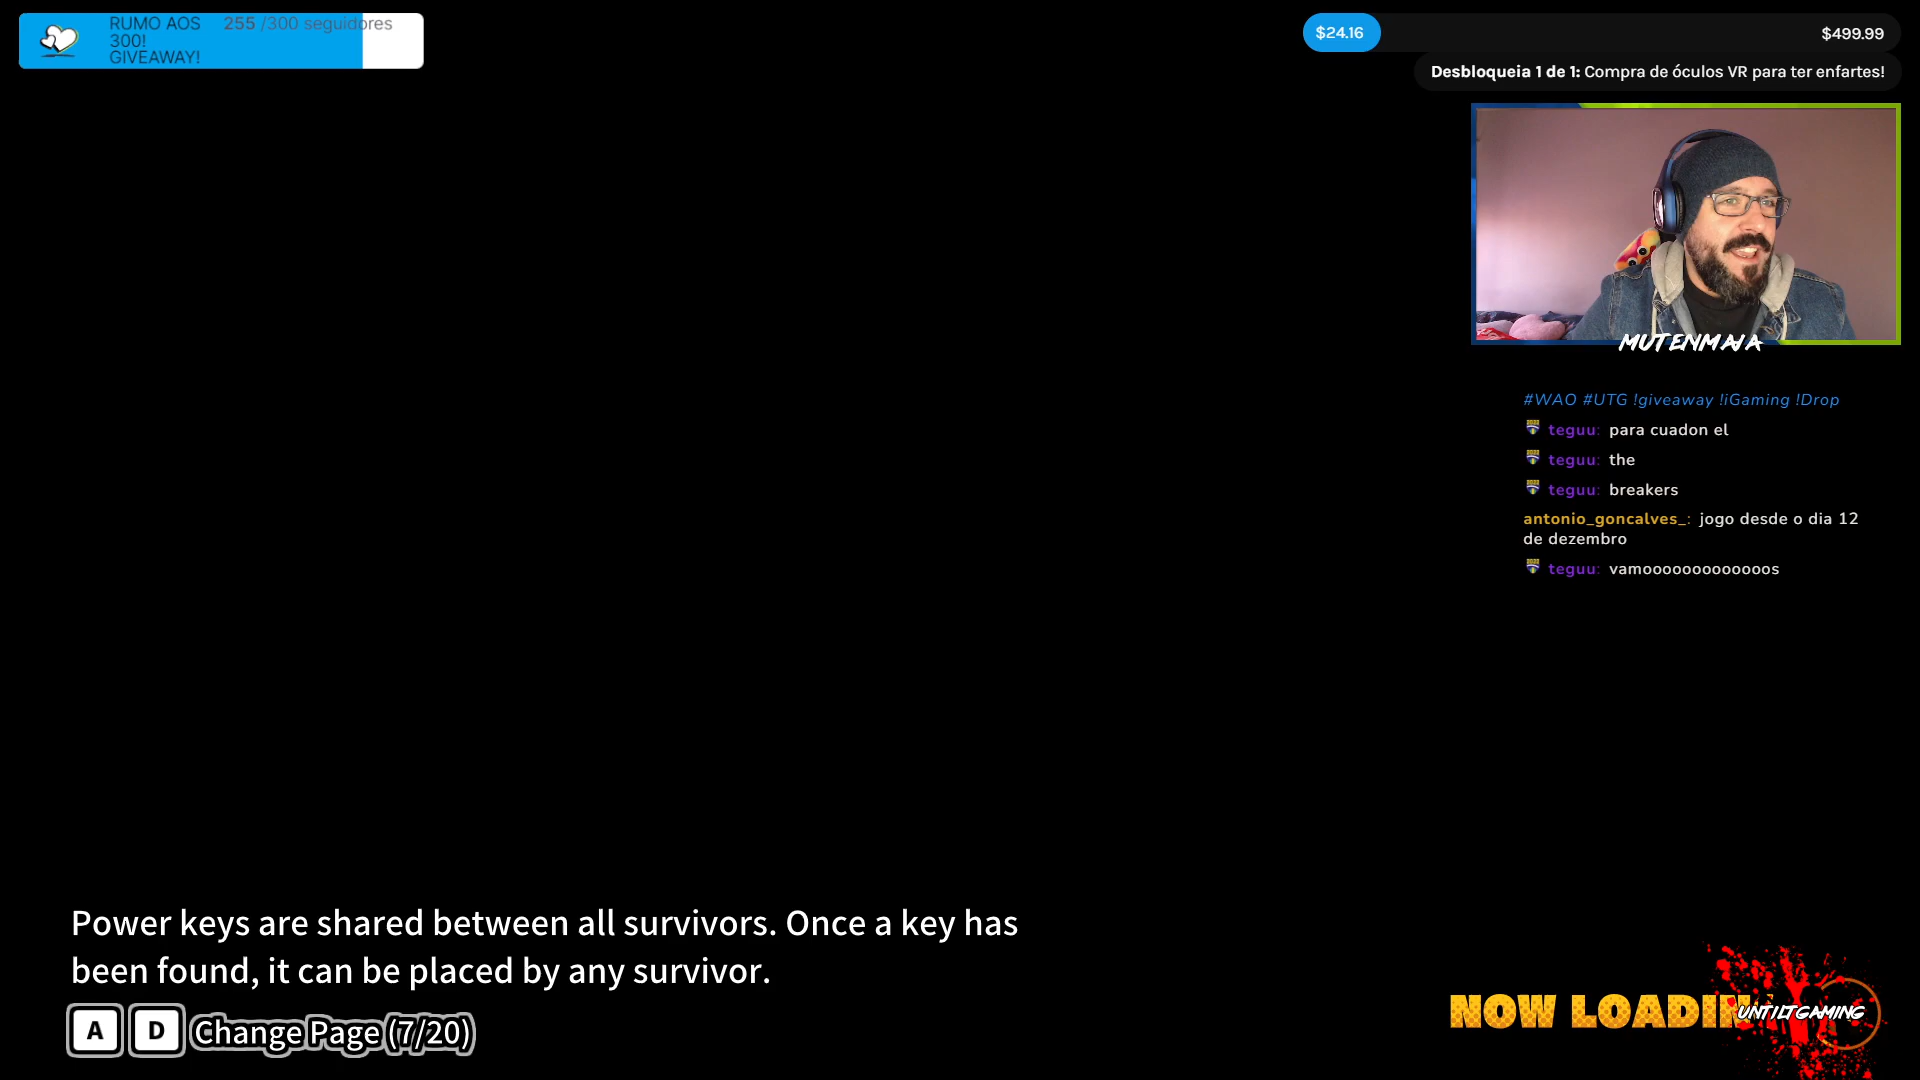 RUMO AOS 300! GIVEAWAY!
255 /300 seguidores
$24.16
$499.99
Desbloqueia 1 de 1: Compra de óculos VR para ter enfartes!
MUTENMAJA
#WAO #UTG !giveaway !iGaming !Drop
teguu: para cuadon el
teguu: the
teguu: breakers
antonio_goncalves_: jogo desde o dia 12
de dezembro
teguu: vamooooooooooooos
Power keys are shared between all survivors. Once a key has
been found, it can be placed by any survivor.
A D Change Page (7/20)
NOW LOADIN
UNTILTGAMING